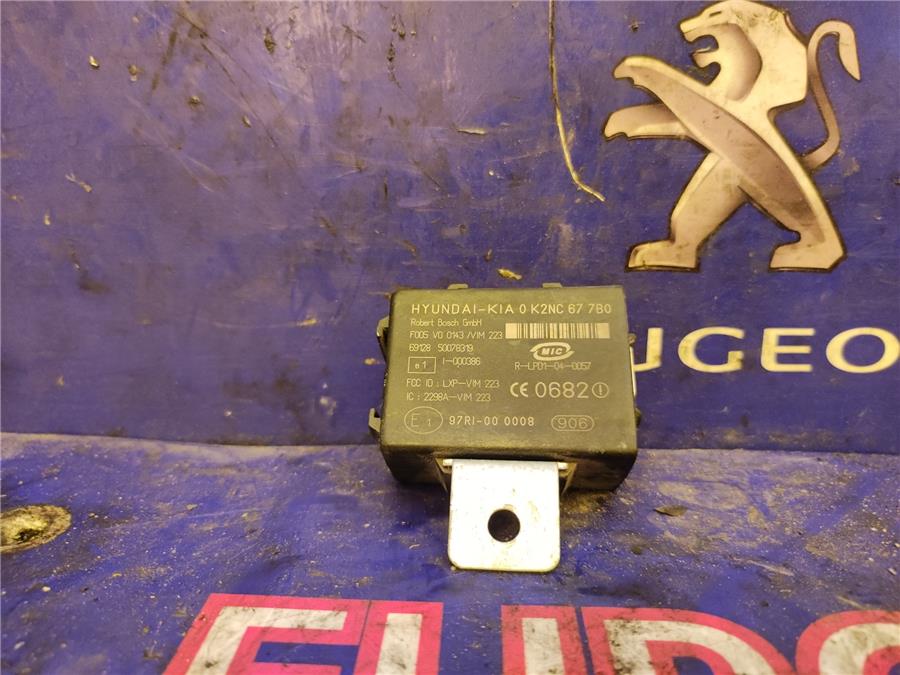 HYUNDAI-KIA 0 K2NC 67 7B0
Robert Bosch GmbH
F005 V0 0143 /VIM 223
69128 50078319
e1 I-000386
MIC
R-LPD1-04-0057
FCC ID : LXP-VIM 223
IC : 2298A-VIM 223
CE 0682
E1 97RI-00 0008 906
UGEO
EURO